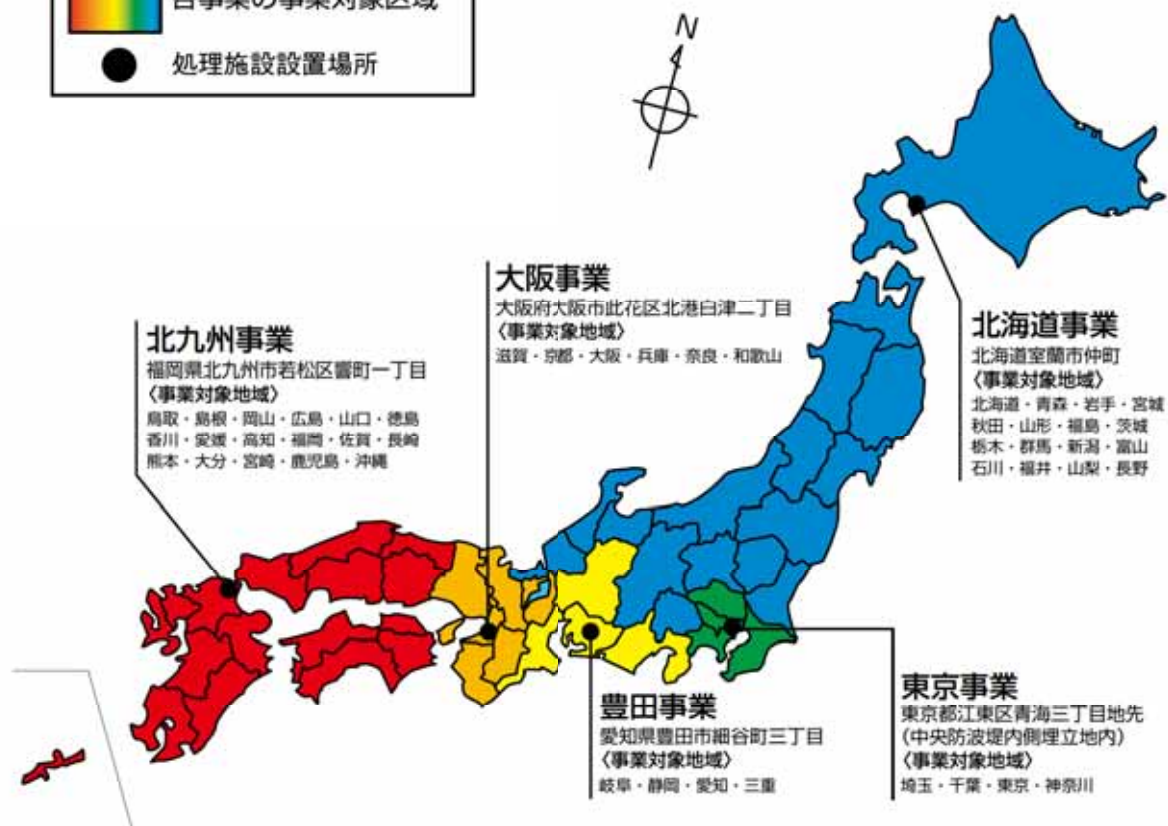 各事業の事業対象区域
処理施設設置場所
N
大阪事業
大阪府大阪市此花区北港白津二丁目
〈事業対象地域〉
滋賀・京都・大阪・兵庫・奈良・和歌山
北九州事業
福岡県北九州市若松区響町一丁目
〈事業対象地域〉
鳥取・島根・岡山・広島・山口・徳島
香川・愛媛・高知・福岡・佐賀・長崎
熊本・大分・宮崎・鹿児島・沖縄
北海道事業
北海道室蘭市仲町
〈事業対象地域〉
北海道・青森・岩手・宮城
秋田・山形・福島・茨城
栃木・群馬・新潟・富山
石川・福井・山梨・長野
豊田事業
愛知県豊田市細谷町三丁目
〈事業対象地域〉
岐阜・静岡・愛知・三重
東京事業
東京都江東区青海三丁目地先
(中央防波堤内側埋立地内)
〈事業対象地域〉
埼玉・千葉・東京・神奈川